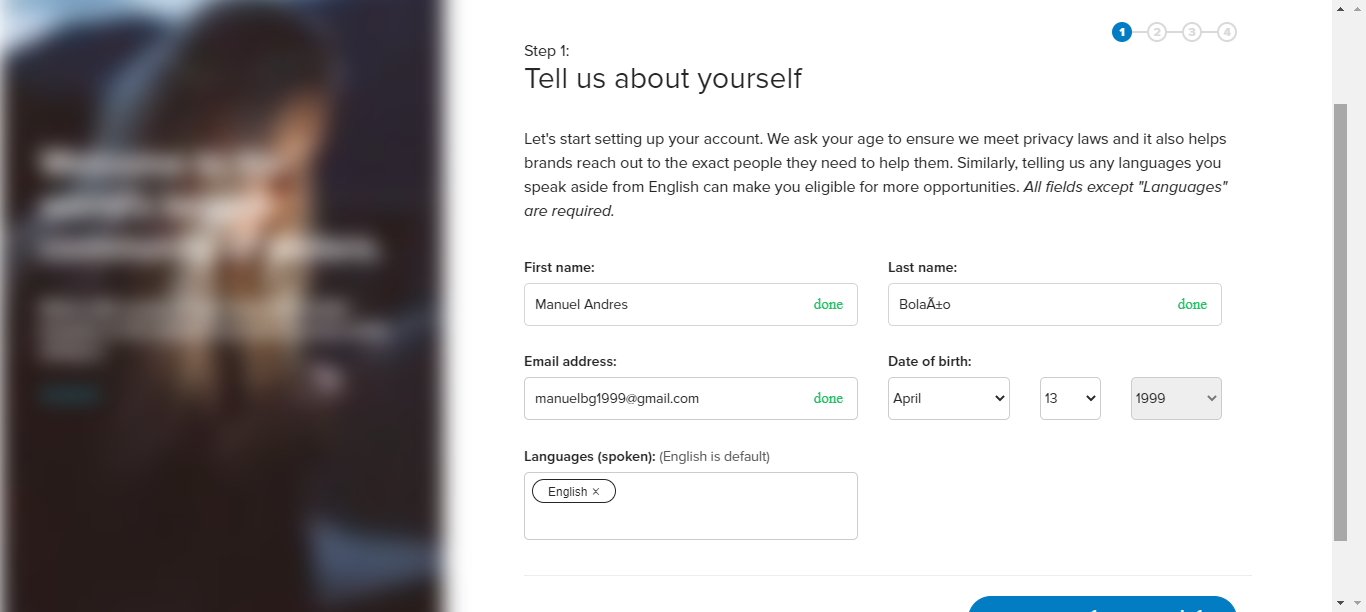 1 2 3 4
Step 1:
Tell us about yourself
Let's start setting up your account. We ask your age to ensure we meet privacy laws and it also helps
brands reach out to the exact people they need to help them. Similarly, telling us any languages you
speak aside from English can make you eligible for more opportunities. All fields except "Languages"
are required.
First name: Last name:
Manuel Andres done BolaÃ±o done
Email address: Date of birth:
manuelbg1999@gmail.com done April 13 1999
Languages (spoken): (English is default)
English ×